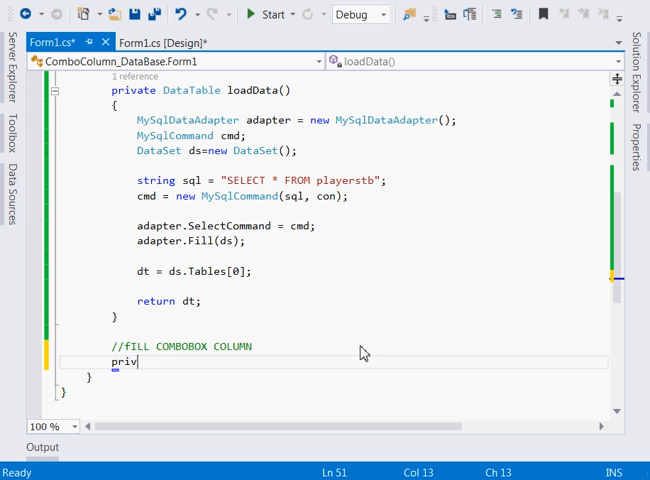 Start
Debug
Form1.cs*
Form1.cs [Design]*
ComboColumn_DataBase.Form1
loadData()
Server Explorer
Toolbox
Data Sources
Solution Explorer
Properties
1 reference
private DataTable loadData()
{
MySqlDataAdapter adapter = new MySqlDataAdapter();
MySqlCommand cmd;
DataSet ds=new DataSet();
string sql = "SELECT * FROM playerstb";
cmd = new MySqlCommand(sql, con);
adapter.SelectCommand = cmd;
adapter.Fill(ds);
dt = ds.Tables[0];
return dt;
}
//fILL COMBOBOX COLUMN
priv
}
}
100 %
Output
Ready
Ln 51
Col 13
Ch 13
INS